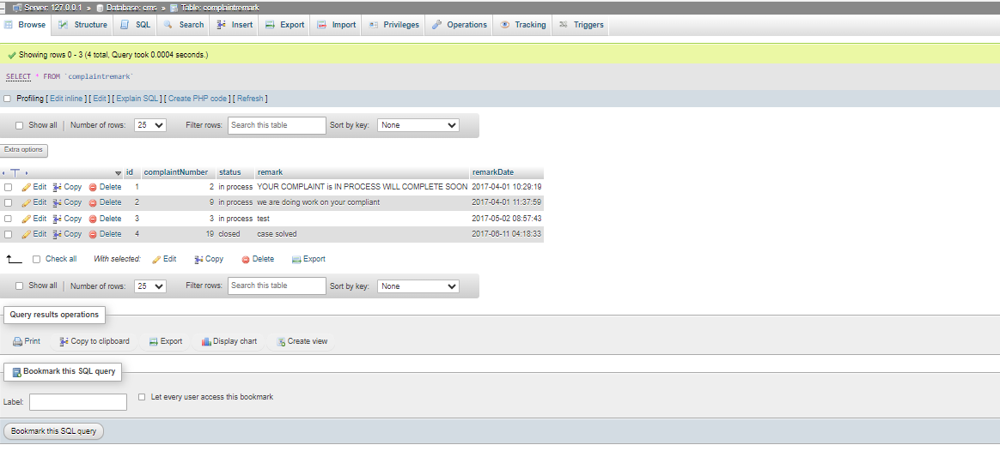 Server: 127.0.0.1 » Database: cms » Table: complaintremark
Browse Structure SQL Search Insert Export Import Privileges Operations Tracking Triggers
Showing rows 0 - 3 (4 total, Query took 0.0004 seconds.)
SELECT * FROM `complaintremark`
Profiling [ Edit inline ] [ Edit ] [ Explain SQL ] [ Create PHP code ] [ Refresh ]
Show all Number of rows: 25 Filter rows: Search this table Sort by key: None
Extra options
id complaintNumber status remark remarkDate
Edit Copy Delete 1 2 in process YOUR COMPLAINT is IN PROCESS WILL COMPLETE SOON 2017-04-01 10:29:19
Edit Copy Delete 2 9 in process we are doing work on your compliant 2017-04-01 11:37:59
Edit Copy Delete 3 3 in process test 2017-05-02 08:57:43
Edit Copy Delete 4 19 closed case solved 2017-06-11 04:18:33
Check all With selected: Edit Copy Delete Export
Show all Number of rows: 25 Filter rows: Search this table Sort by key: None
Query results operations
Print Copy to clipboard Export Display chart Create view
Bookmark this SQL query
Label: Let every user access this bookmark
Bookmark this SQL query